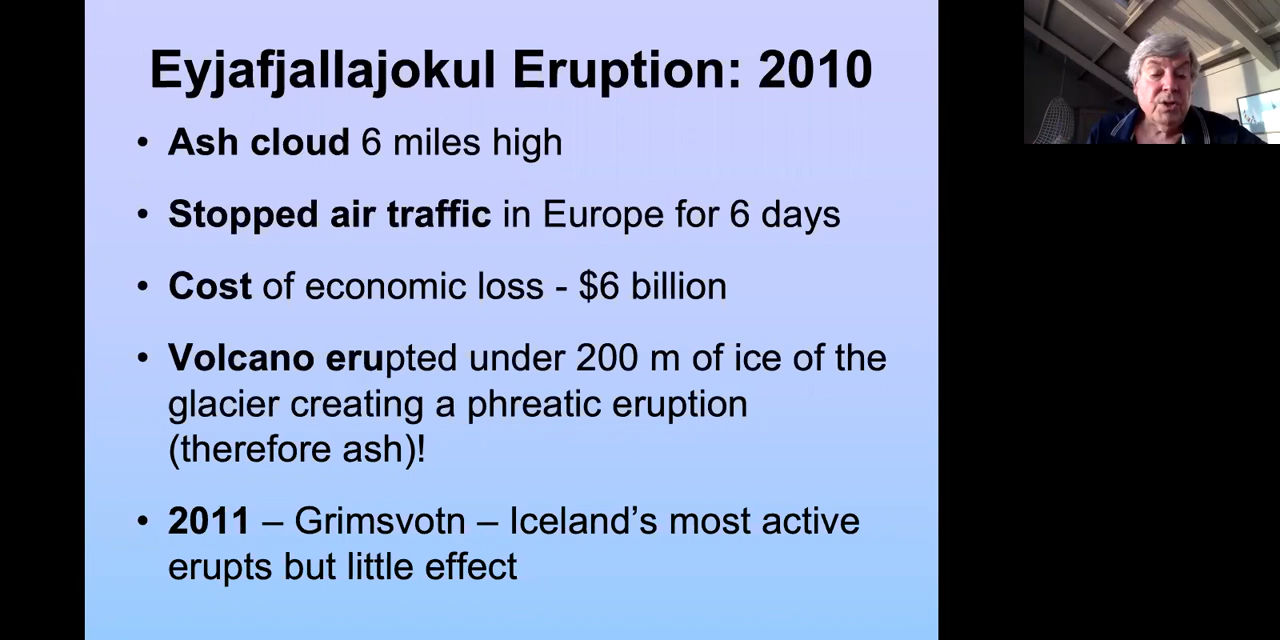 Eyjafjallajokul Eruption: 2010
• Ash cloud 6 miles high
• Stopped air traffic in Europe for 6 days
• Cost of economic loss - $6 billion
• Volcano erupted under 200 m of ice of the
glacier creating a phreatic eruption
(therefore ash)!
• 2011 – Grimsvotn – Iceland’s most active
erupts but little effect